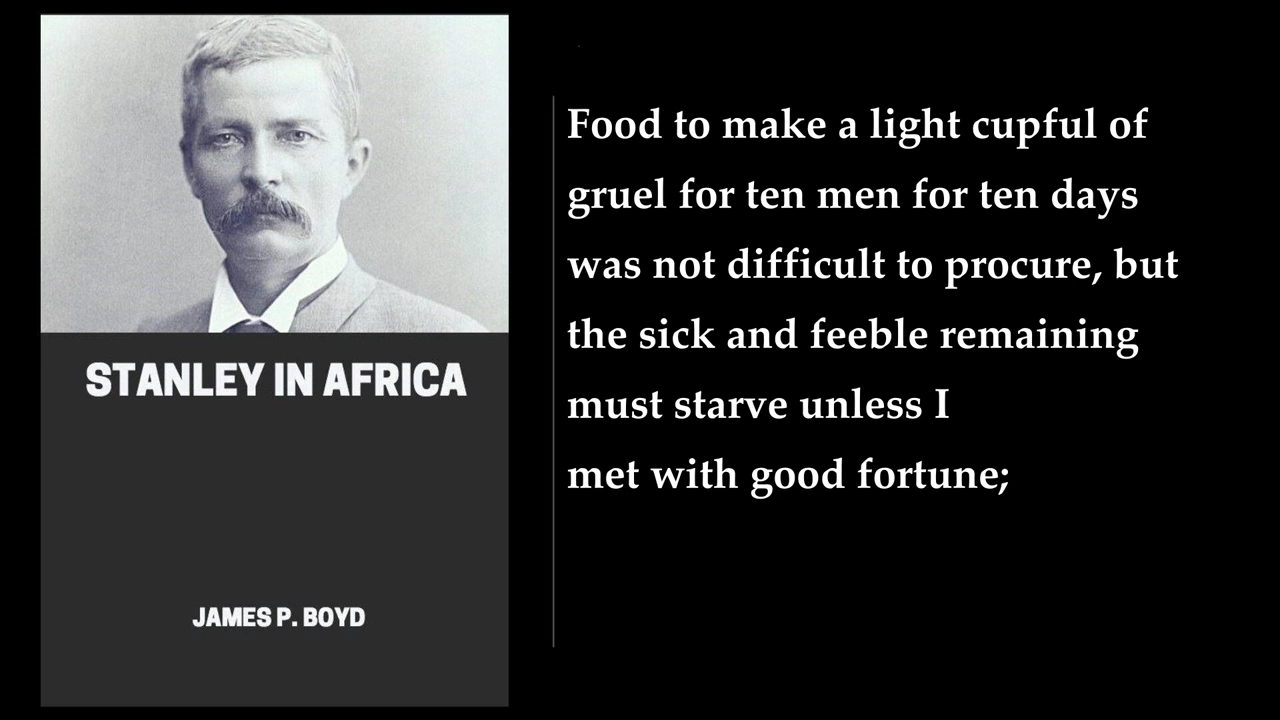 STANLEY IN AFRICA
JAMES P. BOYD
Food to make a light cupful of
gruel for ten men for ten days
was not difficult to procure, but
the sick and feeble remaining
must starve unless I
met with good fortune;